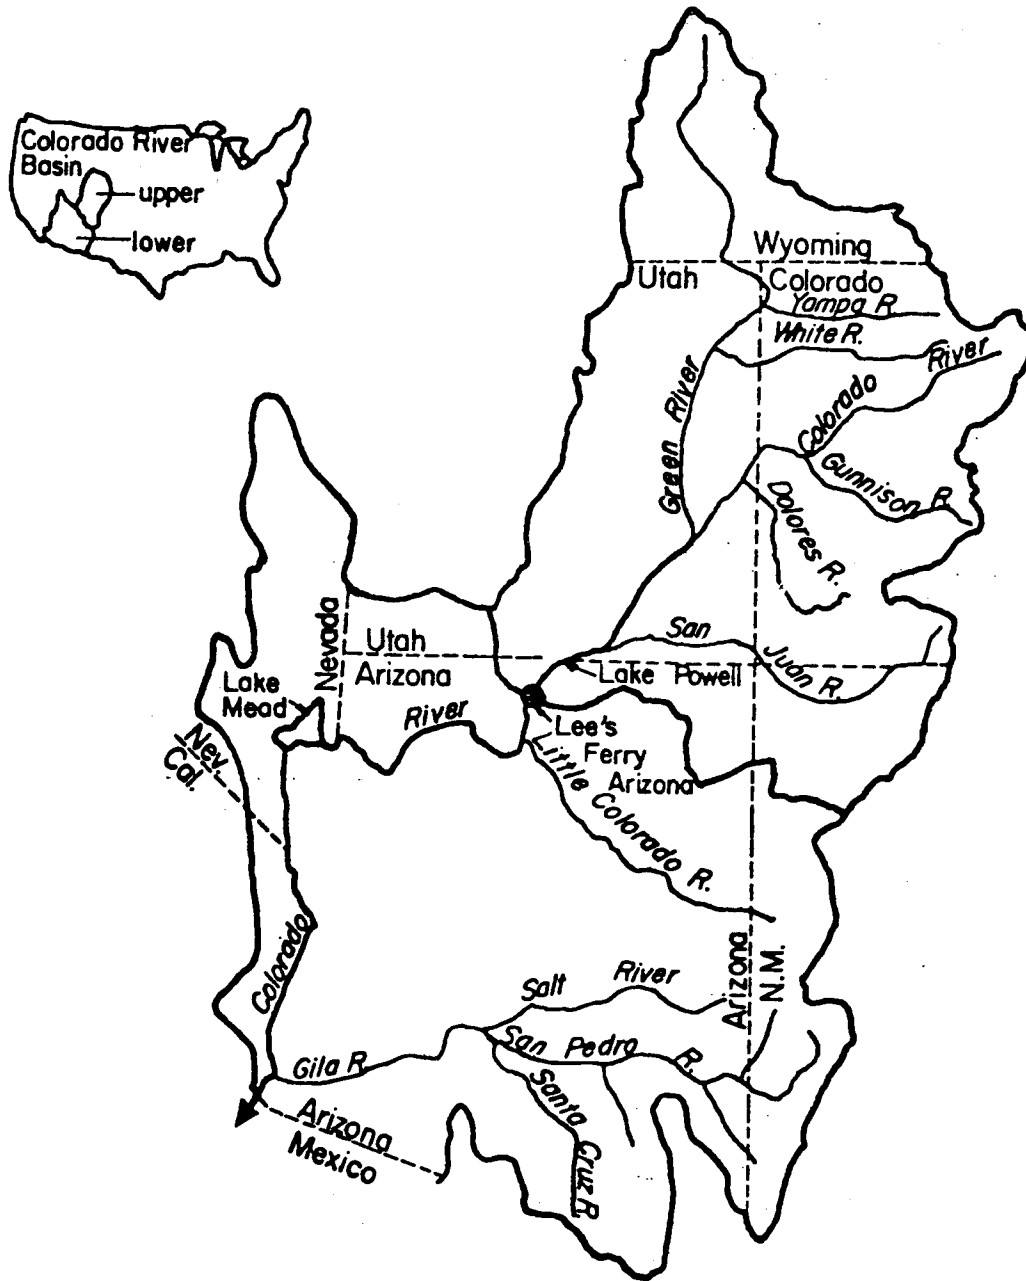 Colorado River
Basin
upper
lower
Wyoming
Utah
Colorado
Yampa R.
White R.
Colorado River
Green River
Gunnison R.
Dolores R.
San Juan R.
Nevada
Utah
Arizona
Lake Powell
Lake
Mead
River
Lee's
Ferry
Arizona
Nev.
Cal.
Little Colorado R.
Colorado
Arizona
N.M.
Salt River
Gila R.
San Pedro R.
Santa Cruz R.
Arizona
Mexico